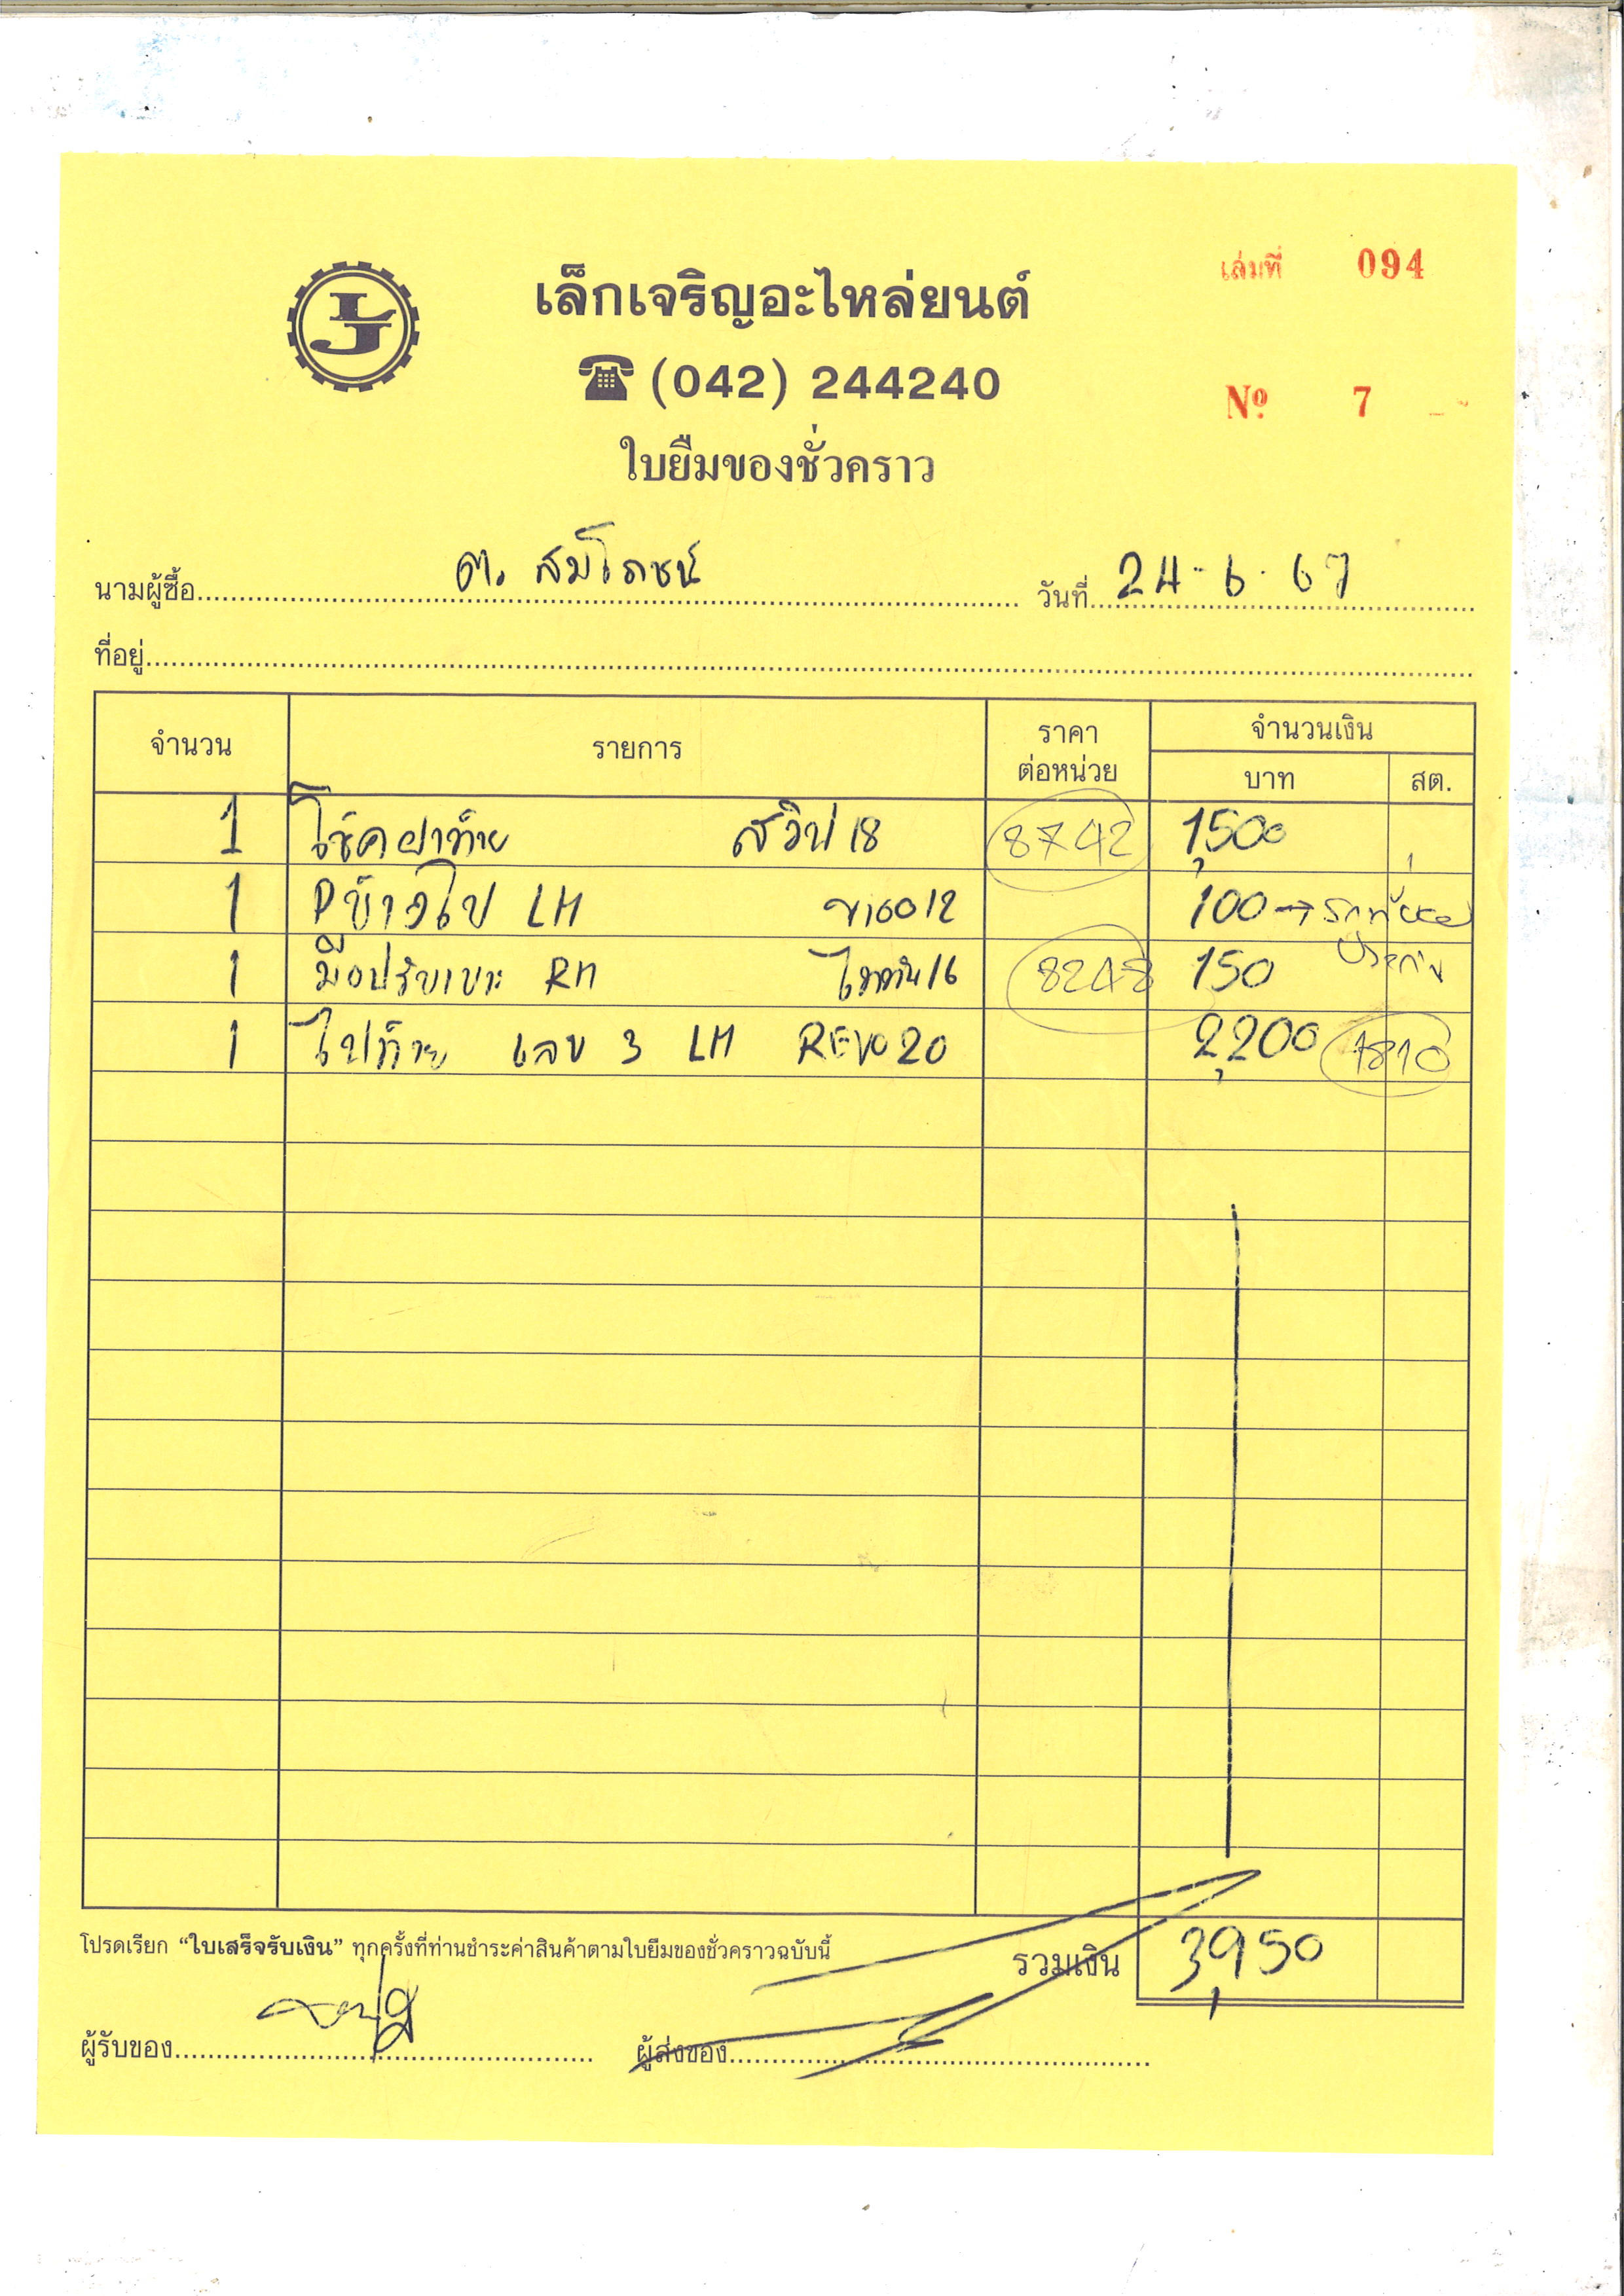 เล่มที่ 094
LJ
เล็กเจริญอะไหล่ยนต์
☎ (042) 244240
Nº 7
ใบยืมของชั่วคราว
นามผู้ซื้อ ต. สมโภชน์ วันที่ 24-6-67
ที่อยู่
จำนวน รายการ ราคาต่อหน่วย จำนวนเงิน
บาท สต.
1 โช้คฝาท้าย สวิฟ 18 8742 1,500
1 Pข้างไป LH 100 →
1 มือปรับเบาะ RH ไททัน 16 8248 150
1 ไฟท้าย เลข 3 LH REVO 20 2,200 1810
โปรดเรียก “ใบเสร็จรับเงิน” ทุกครั้งที่ท่านชำระค่าสินค้าตามใบยืมของชั่วคราวฉบับนี้
รวมเงิน 3,950
ผู้รับของ ผู้ส่งของ